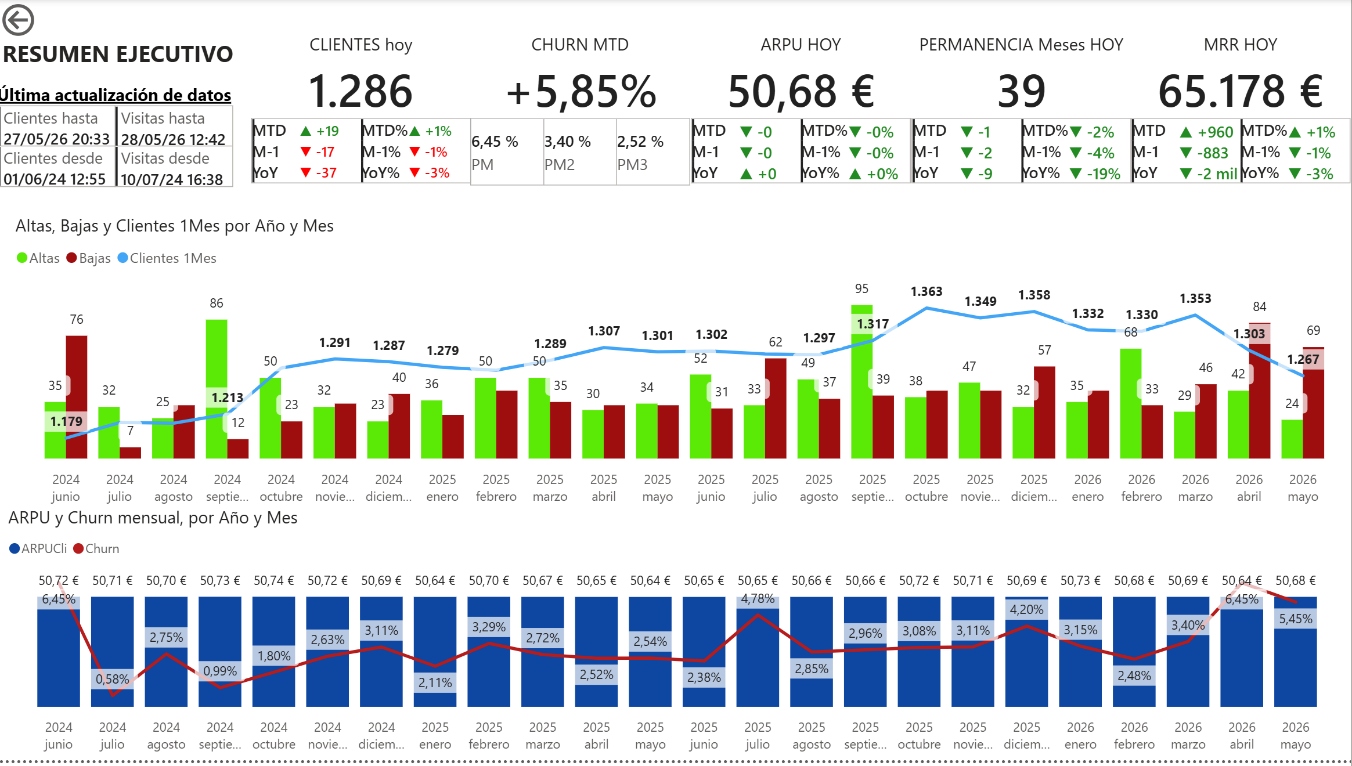 RESUMEN EJECUTIVO
Última actualización de datos
Clientes hasta
27/05/26 20:33
Visitas hasta
28/05/26 12:42
Clientes desde
01/06/24 12:55
Visitas desde
10/07/24 16:38
CLIENTES hoy
1.286
MTD ▲ +19 MTD% ▲ +1%
M-1 ▼ -17 M-1% ▼ -1%
YoY ▼ -37 YoY% ▼ -3%
CHURN MTD
+5,85%
6,45 % 3,40 % 2,52 %
PM PM2 PM3
ARPU HOY
50,68 €
MTD ▼ -0 MTD% ▼ -0%
M-1 ▼ -0 M-1% ▼ -0%
YoY ▲ +0 YoY% ▲ +0%
PERMANENCIA Meses HOY
39
MTD ▼ -1 MTD% ▼ -2%
M-1 ▼ -2 M-1% ▼ -4%
YoY ▼ -9 YoY% ▼ -19%
MRR HOY
65.178 €
MTD ▲ +960 MTD% ▲ +1%
M-1 ▼ -883 M-1% ▼ -1%
YoY ▼ -2 mil YoY% ▼ -3%
Altas, Bajas y Clientes 1Mes por Año y Mes
Altas Bajas Clientes 1Mes
35 76 1.179
32 7
25
86 1.213 12
50 23
32 1.291
23 40 1.287
36 1.279
50
50 35 1.289
30 1.307
34 1.301
52 31 1.302
33 62
49 37 1.297
95 39 1.317
38 1.363
47 1.349
32 57 1.358
35 1.332
68 33 1.330
29 46 1.353
42 84 1.303
24 69 1.267
2024 2024 2024 2024 2024 2024 2024 2025 2025 2025 2025 2025 2025 2025 2025 2025 2025 2025 2025 2026 2026 2026 2026 2026
junio julio agosto septie... octubre novie... diciem... enero febrero marzo abril mayo junio julio agosto septie... octubre novie... diciem... enero febrero marzo abril mayo
ARPU y Churn mensual, por Año y Mes
ARPUCli Churn
50,72 € 50,71 € 50,70 € 50,73 € 50,74 € 50,72 € 50,69 € 50,64 € 50,70 € 50,67 € 50,65 € 50,64 € 50,65 € 50,65 € 50,66 € 50,66 € 50,72 € 50,71 € 50,69 € 50,73 € 50,68 € 50,69 € 50,64 € 50,68 €
6,45% 0,58% 2,75% 0,99% 1,80% 2,63% 3,11% 2,11% 3,29% 2,72% 2,52% 2,54% 2,38% 4,78% 2,85% 2,96% 3,08% 3,11% 4,20% 3,15% 2,48% 3,40% 6,45% 5,45%
2024 2024 2024 2024 2024 2024 2024 2025 2025 2025 2025 2025 2025 2025 2025 2025 2025 2025 2025 2026 2026 2026 2026 2026
junio julio agosto septie... octubre novie... diciem... enero febrero marzo abril mayo junio julio agosto septie... octubre novie... diciem... enero febrero marzo abril mayo